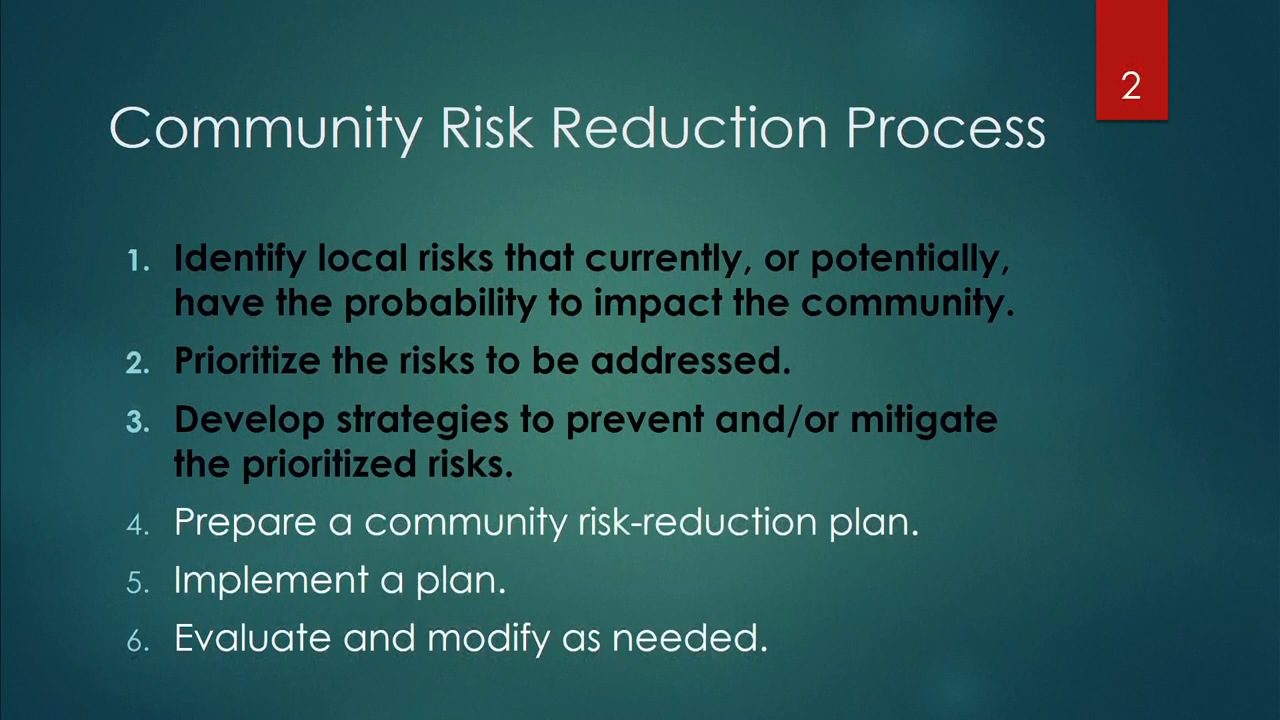 2
Community Risk Reduction Process
1. Identify local risks that currently, or potentially,
have the probability to impact the community.
2. Prioritize the risks to be addressed.
3. Develop strategies to prevent and/or mitigate
the prioritized risks.
4. Prepare a community risk-reduction plan.
5. Implement a plan.
6. Evaluate and modify as needed.